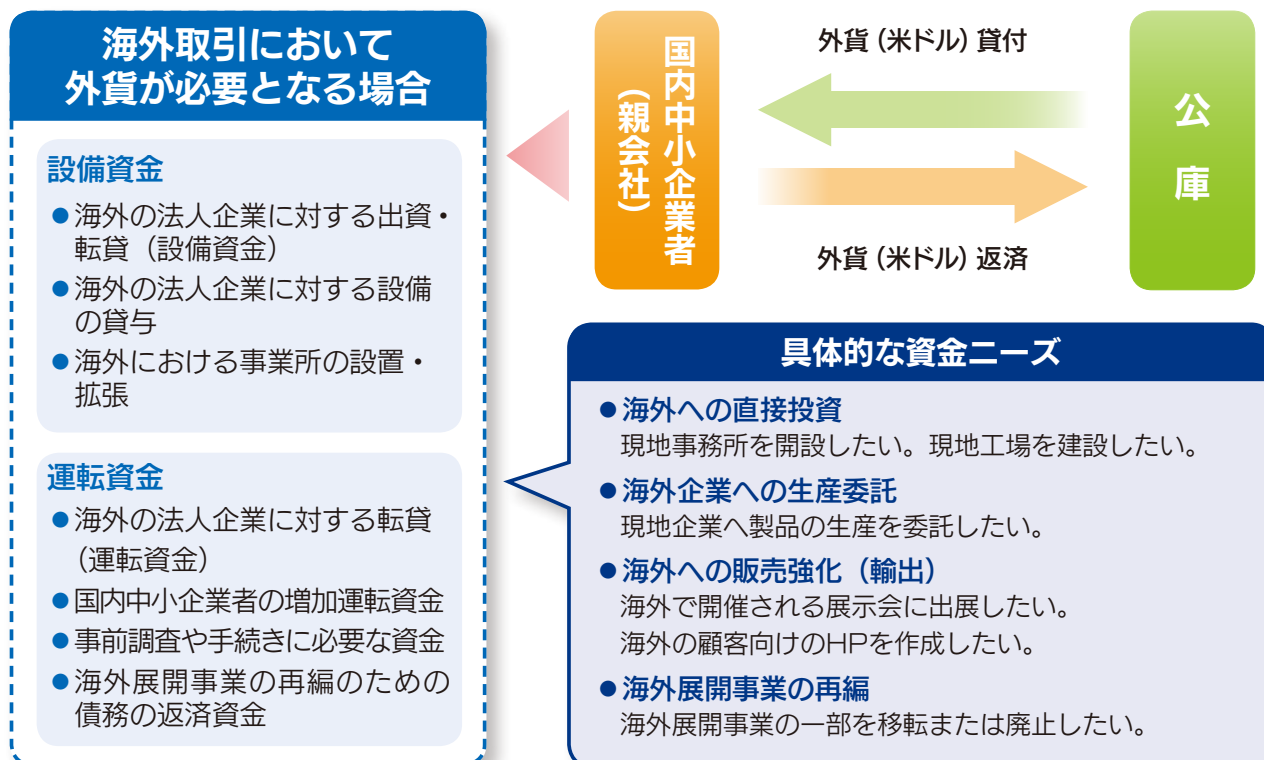 海外取引において
外貨が必要となる場合
設備資金
●海外の法人企業に対する出資・
転貸（設備資金）
●海外の法人企業に対する設備
の貸与
●海外における事業所の設置・
拡張
運転資金
●海外の法人企業に対する転貸
（運転資金）
●国内中小企業者の増加運転資金
●事前調査や手続きに必要な資金
●海外展開事業の再編のための
債務の返済資金
国内中小企業者
（親会社）
外貨（米ドル）貸付
外貨（米ドル）返済
公庫
具体的な資金ニーズ
●海外への直接投資
現地事務所を開設したい。現地工場を建設したい。
●海外企業への生産委託
現地企業へ製品の生産を委託したい。
●海外への販売強化（輸出）
海外で開催される展示会に出展したい。
海外の顧客向けのHPを作成したい。
●海外展開事業の再編
海外展開事業の一部を移転または廃止したい。